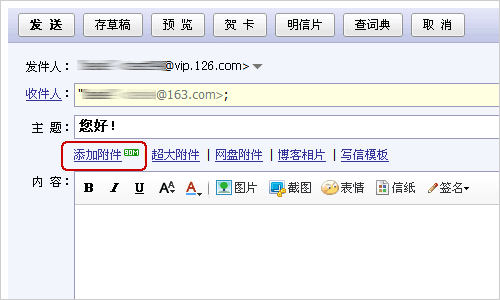 发 送 存草稿 预 览 贺 卡 明信片 查词典 取 消
发件人： @vip.126.com>
收件人： " @163.com>;
主 题： 您好！
添加附件 超大附件 | 网盘附件 | 博客相片 | 写信模板
内 容： B I U AA A 图片 截图 表情 信纸 签名